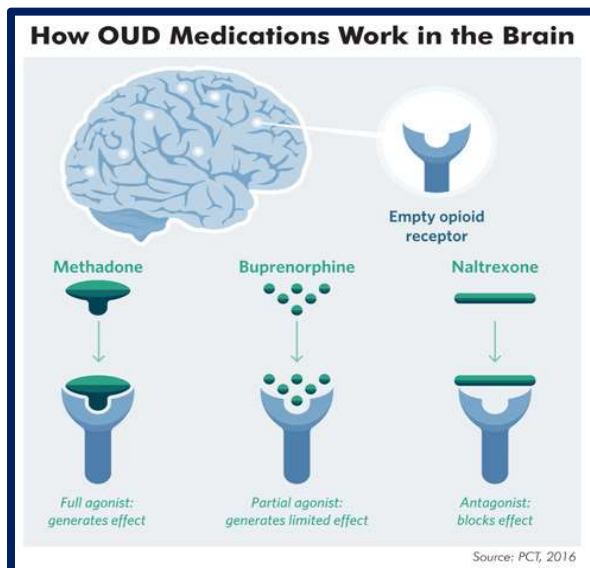 How OUD Medications Work in the Brain
Empty opioid
receptor
Methadone
Buprenorphine
Naltrexone
Full agonist:
generates effect
Partial agonist:
generates limited effect
Antagonist:
blocks effect
Source: PCT, 2016